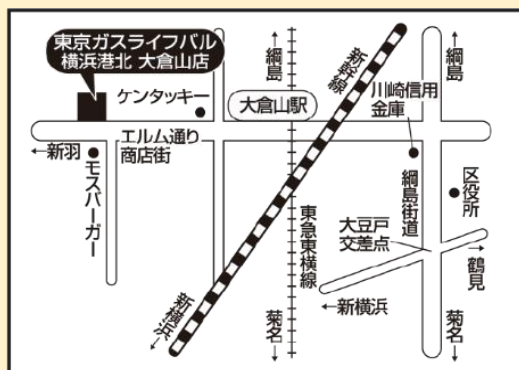 東京ガスライフバル
横浜港北 大倉山店
ケンタッキー
大倉山駅
↑綱島
新幹線
川崎信用
金庫
↑綱島
エルム通り
商店街
←新羽
モスバーガー
綱島街道
区役所
大豆戸
交差点
東急東横線
→鶴見
←新横浜
新横浜↓
菊名↓
菊名↓